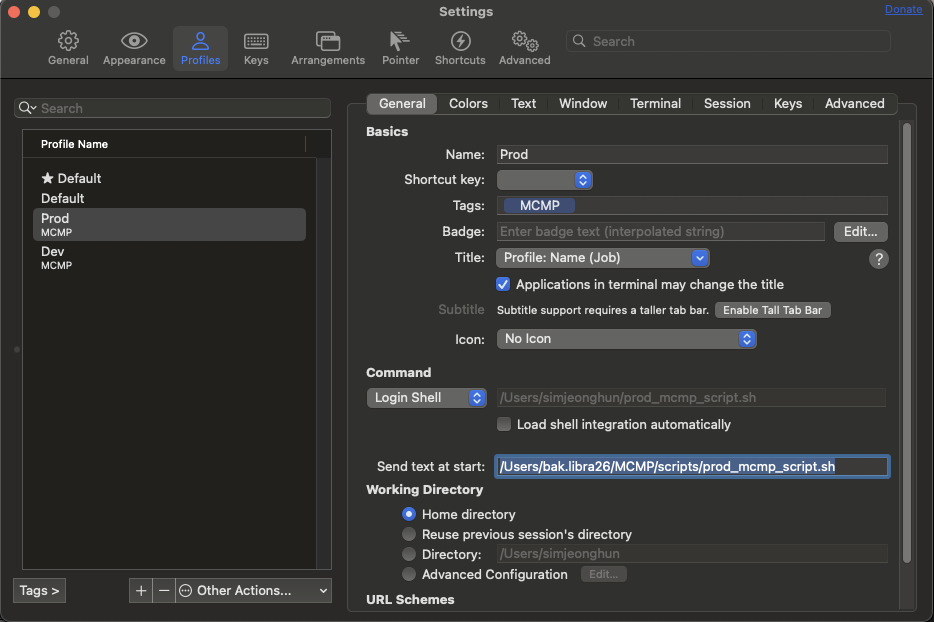 Settings
Donate
General
Appearance
Profiles
Keys
Arrangements
Pointer
Shortcuts
Advanced
Search
Search
Profile Name
★ Default
Default
Prod
MCMP
Dev
MCMP
Tags >
+
−
Other Actions...
General
Colors
Text
Window
Terminal
Session
Keys
Advanced
Basics
Name: Prod
Shortcut key:
Tags: MCMP
Badge: Enter badge text (interpolated string) Edit...
Title: Profile: Name (Job) ?
Applications in terminal may change the title
Subtitle Subtitle support requires a taller tab bar. Enable Tall Tab Bar
Icon: No Icon
Command
Login Shell /Users/simjeonghun/prod_mcmp_script.sh
Load shell integration automatically
Send text at start: /Users/bak.libra26/MCMP/scripts/prod_mcmp_script.sh
Working Directory
Home directory
Reuse previous session's directory
Directory: /Users/simjeonghun
Advanced Configuration Edit...
URL Schemes